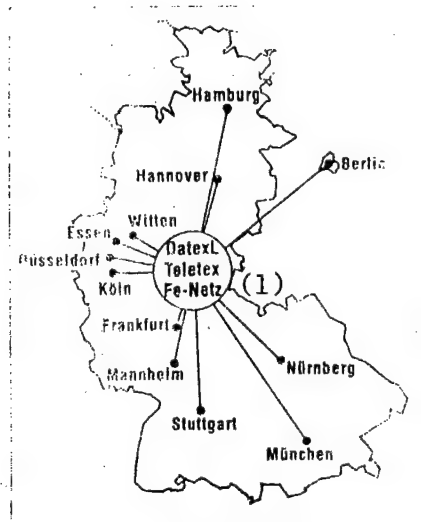 Hamburg
Berlin
Hannover
Witten
Essen
Düsseldorf
Köln
DatexL
Teletex
Fe-Netz
(1)
Frankfurt
Mannheim
Nürnberg
Stuttgart
München